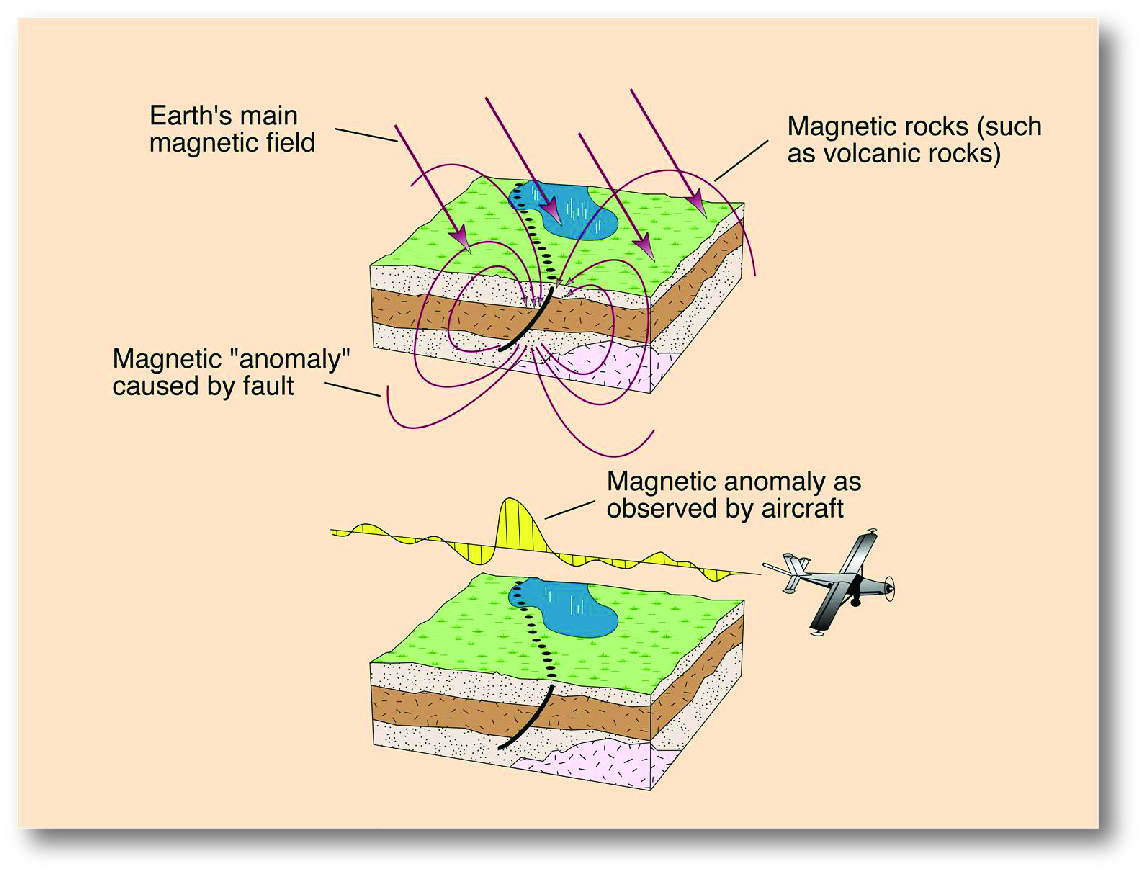 Earth's main
magnetic field
Magnetic rocks (such
as volcanic rocks)
Magnetic "anomaly"
caused by fault
Magnetic anomaly as
observed by aircraft